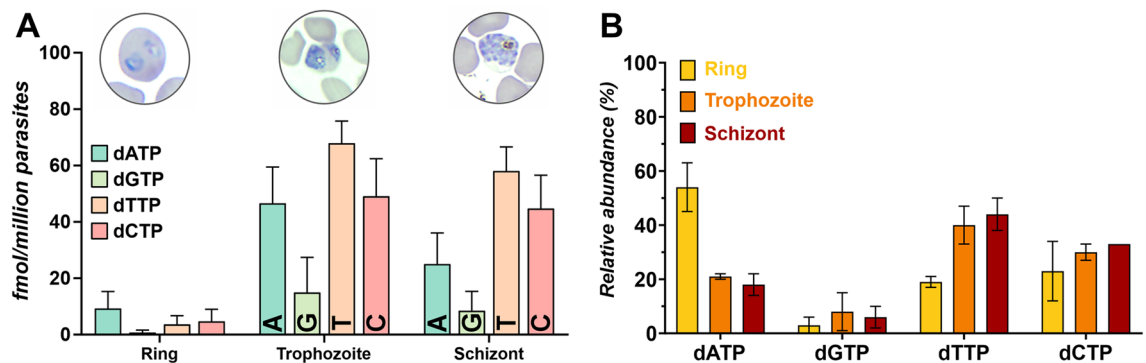 A
fmol/million parasites
100
80
60
40
20
0
dATP
dGTP
dTTP
dCTP
A
G
T
C
A
G
T
C
Ring
Trophozoite
Schizont
B
Relative abundance (%)
100
80
60
40
20
0
Ring
Trophozoite
Schizont
dATP
dGTP
dTTP
dCTP